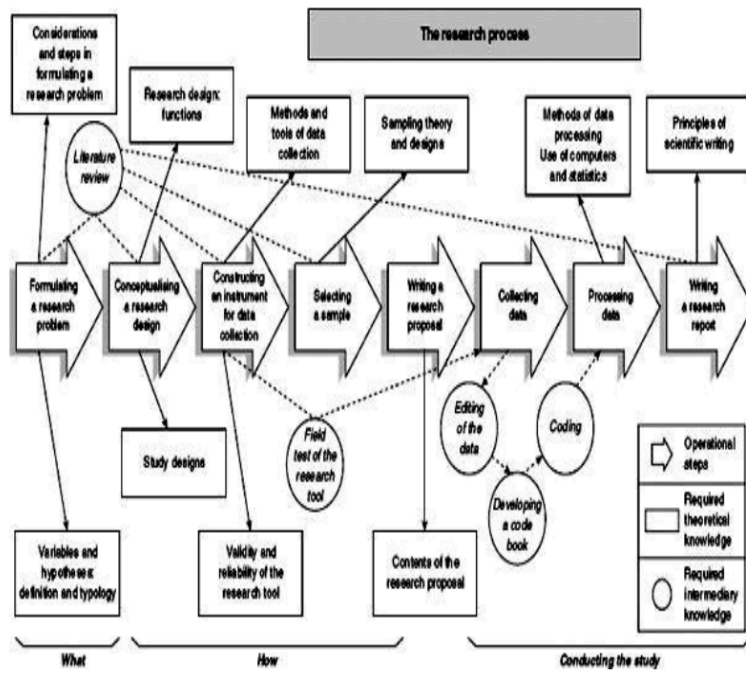 The research process
Considerations
and steps in
formulating a
research problem
Research design:
functions
Methods and
tools of data
collection
Sampling theory
and designs
Methods of data
processing
Use of computers
and statistics
Principles of
scientific writing
Literature
review
Formulating
a research
problem
Conceptualising
a research
design
Constructing
an instrument
for data
collection
Selecting
a sample
Writing a
research
proposal
Collecting
data
Processing
data
Writing
a research
report
Study designs
Field
test of the
research
tool
Editing
of the
data
Coding
Developing
a code
book
Variables and
hypotheses:
definition and typology
Validity and
reliability of the
research tool
Contents of the
research proposal
Operational
steps
Required
theoretical
knowledge
Required
intermediary
knowledge
What
How
Conducting the study